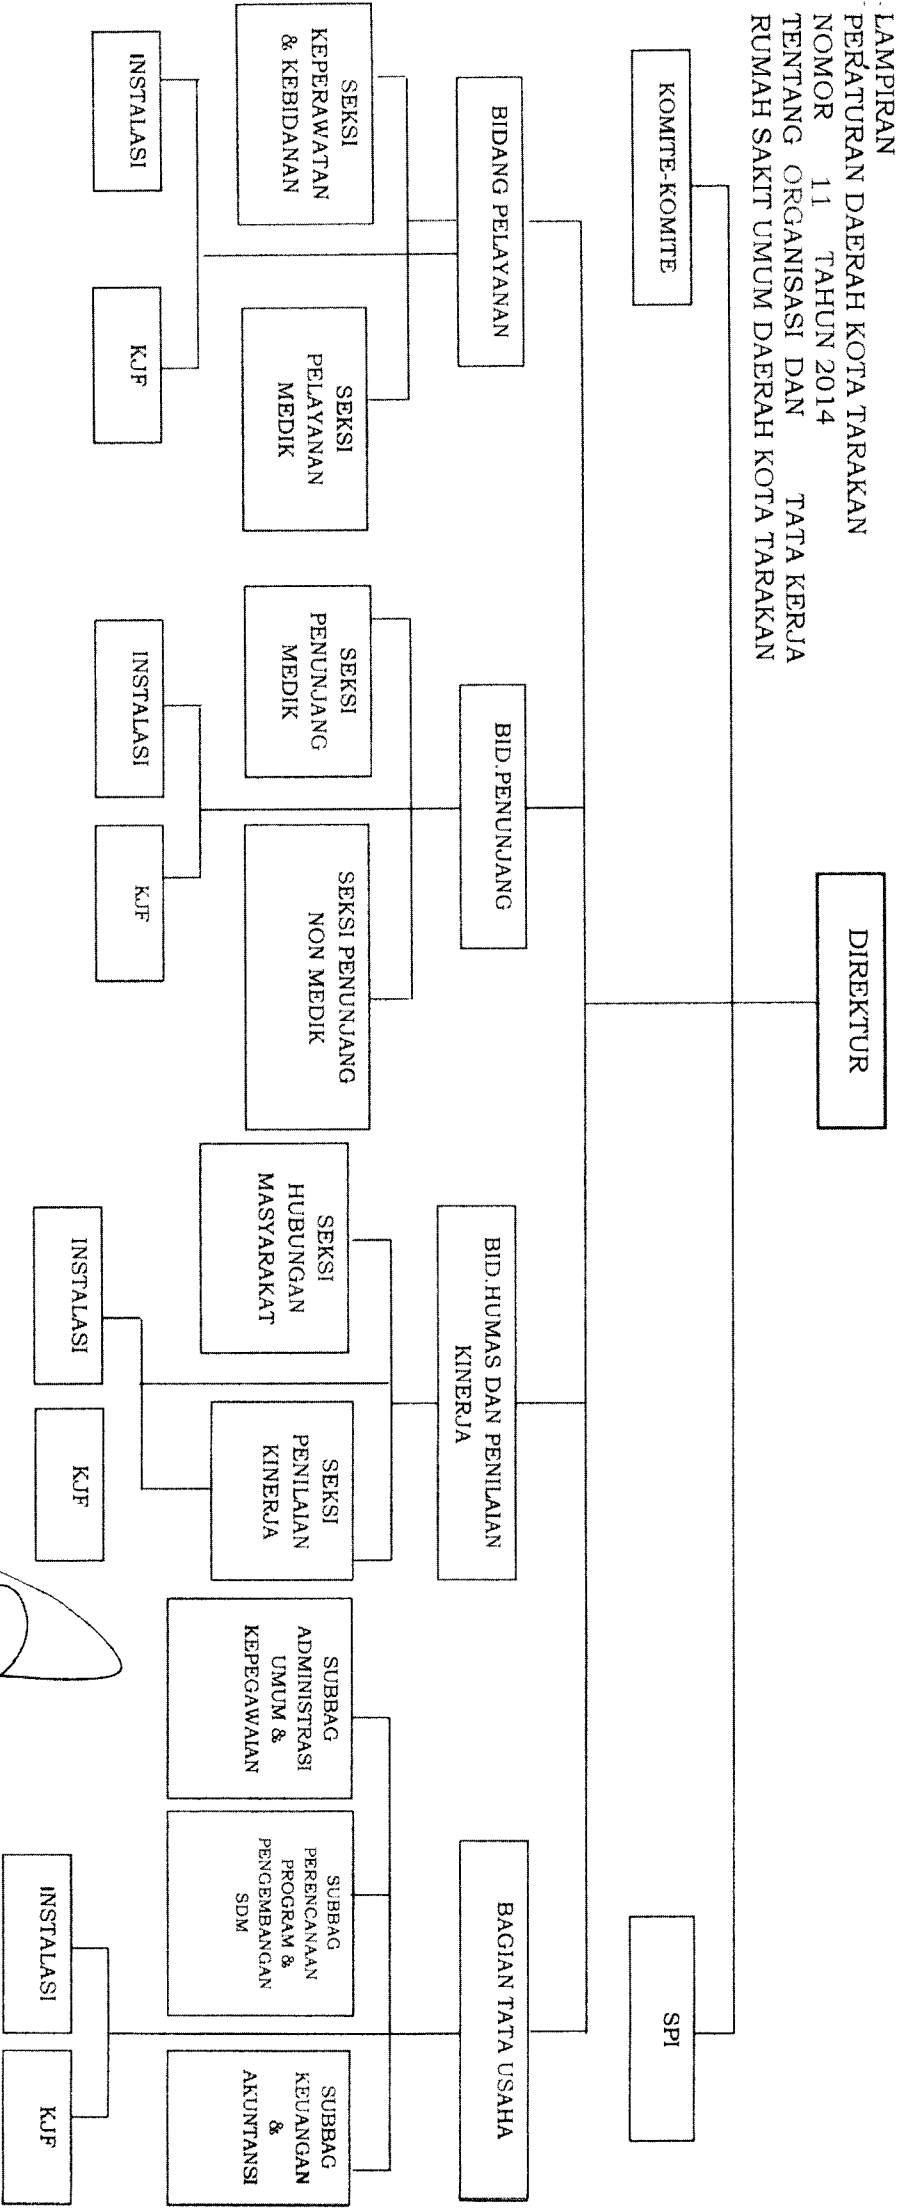 LAMPIRAN
PERATURAN DAERAH KOTA TARAKAN
NOMOR 11 TAHUN 2014
TENTANG ORGANISASI DAN TATA KERJA
RUMAH SAKIT UMUM DAERAH KOTA TARAKAN
DIREKTUR
KOMITE-KOMITE
SPI
BIDANG PELAYANAN
BID.PENUNJANG
BID.HUMAS DAN PENILAIAN
KINERJA
BAGIAN TATA USAHA
SEKSI
KEPERAWATAN
& KEBIDANAN
SEKSI
PELAYANAN
MEDIK
SEKSI
PENUNJANG
MEDIK
SEKSI PENUNJANG
NON MEDIK
SEKSI
HUBUNGAN
MASYARAKAT
SEKSI
PENILAIAN
KINERJA
SUBBAG
ADMINISTRASI
UMUM &
KEPEGAWAIAN
SUBBAG
PERENCANAAN
PROGRAM &
PENGEMBANGAN
SDM
SUBBAG
KEUANGAN
&
AKUNTANSI
INSTALASI
KJF
INSTALASI
KJF
INSTALASI
KJF
INSTALASI
KJF